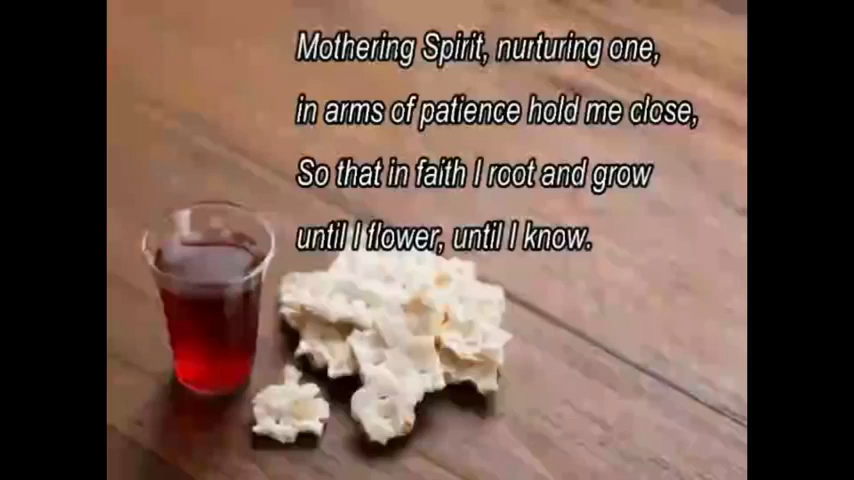 Mothering Spirit, nurturing one,
in arms of patience hold me close,
So that in faith I root and grow
until I flower, until I know.